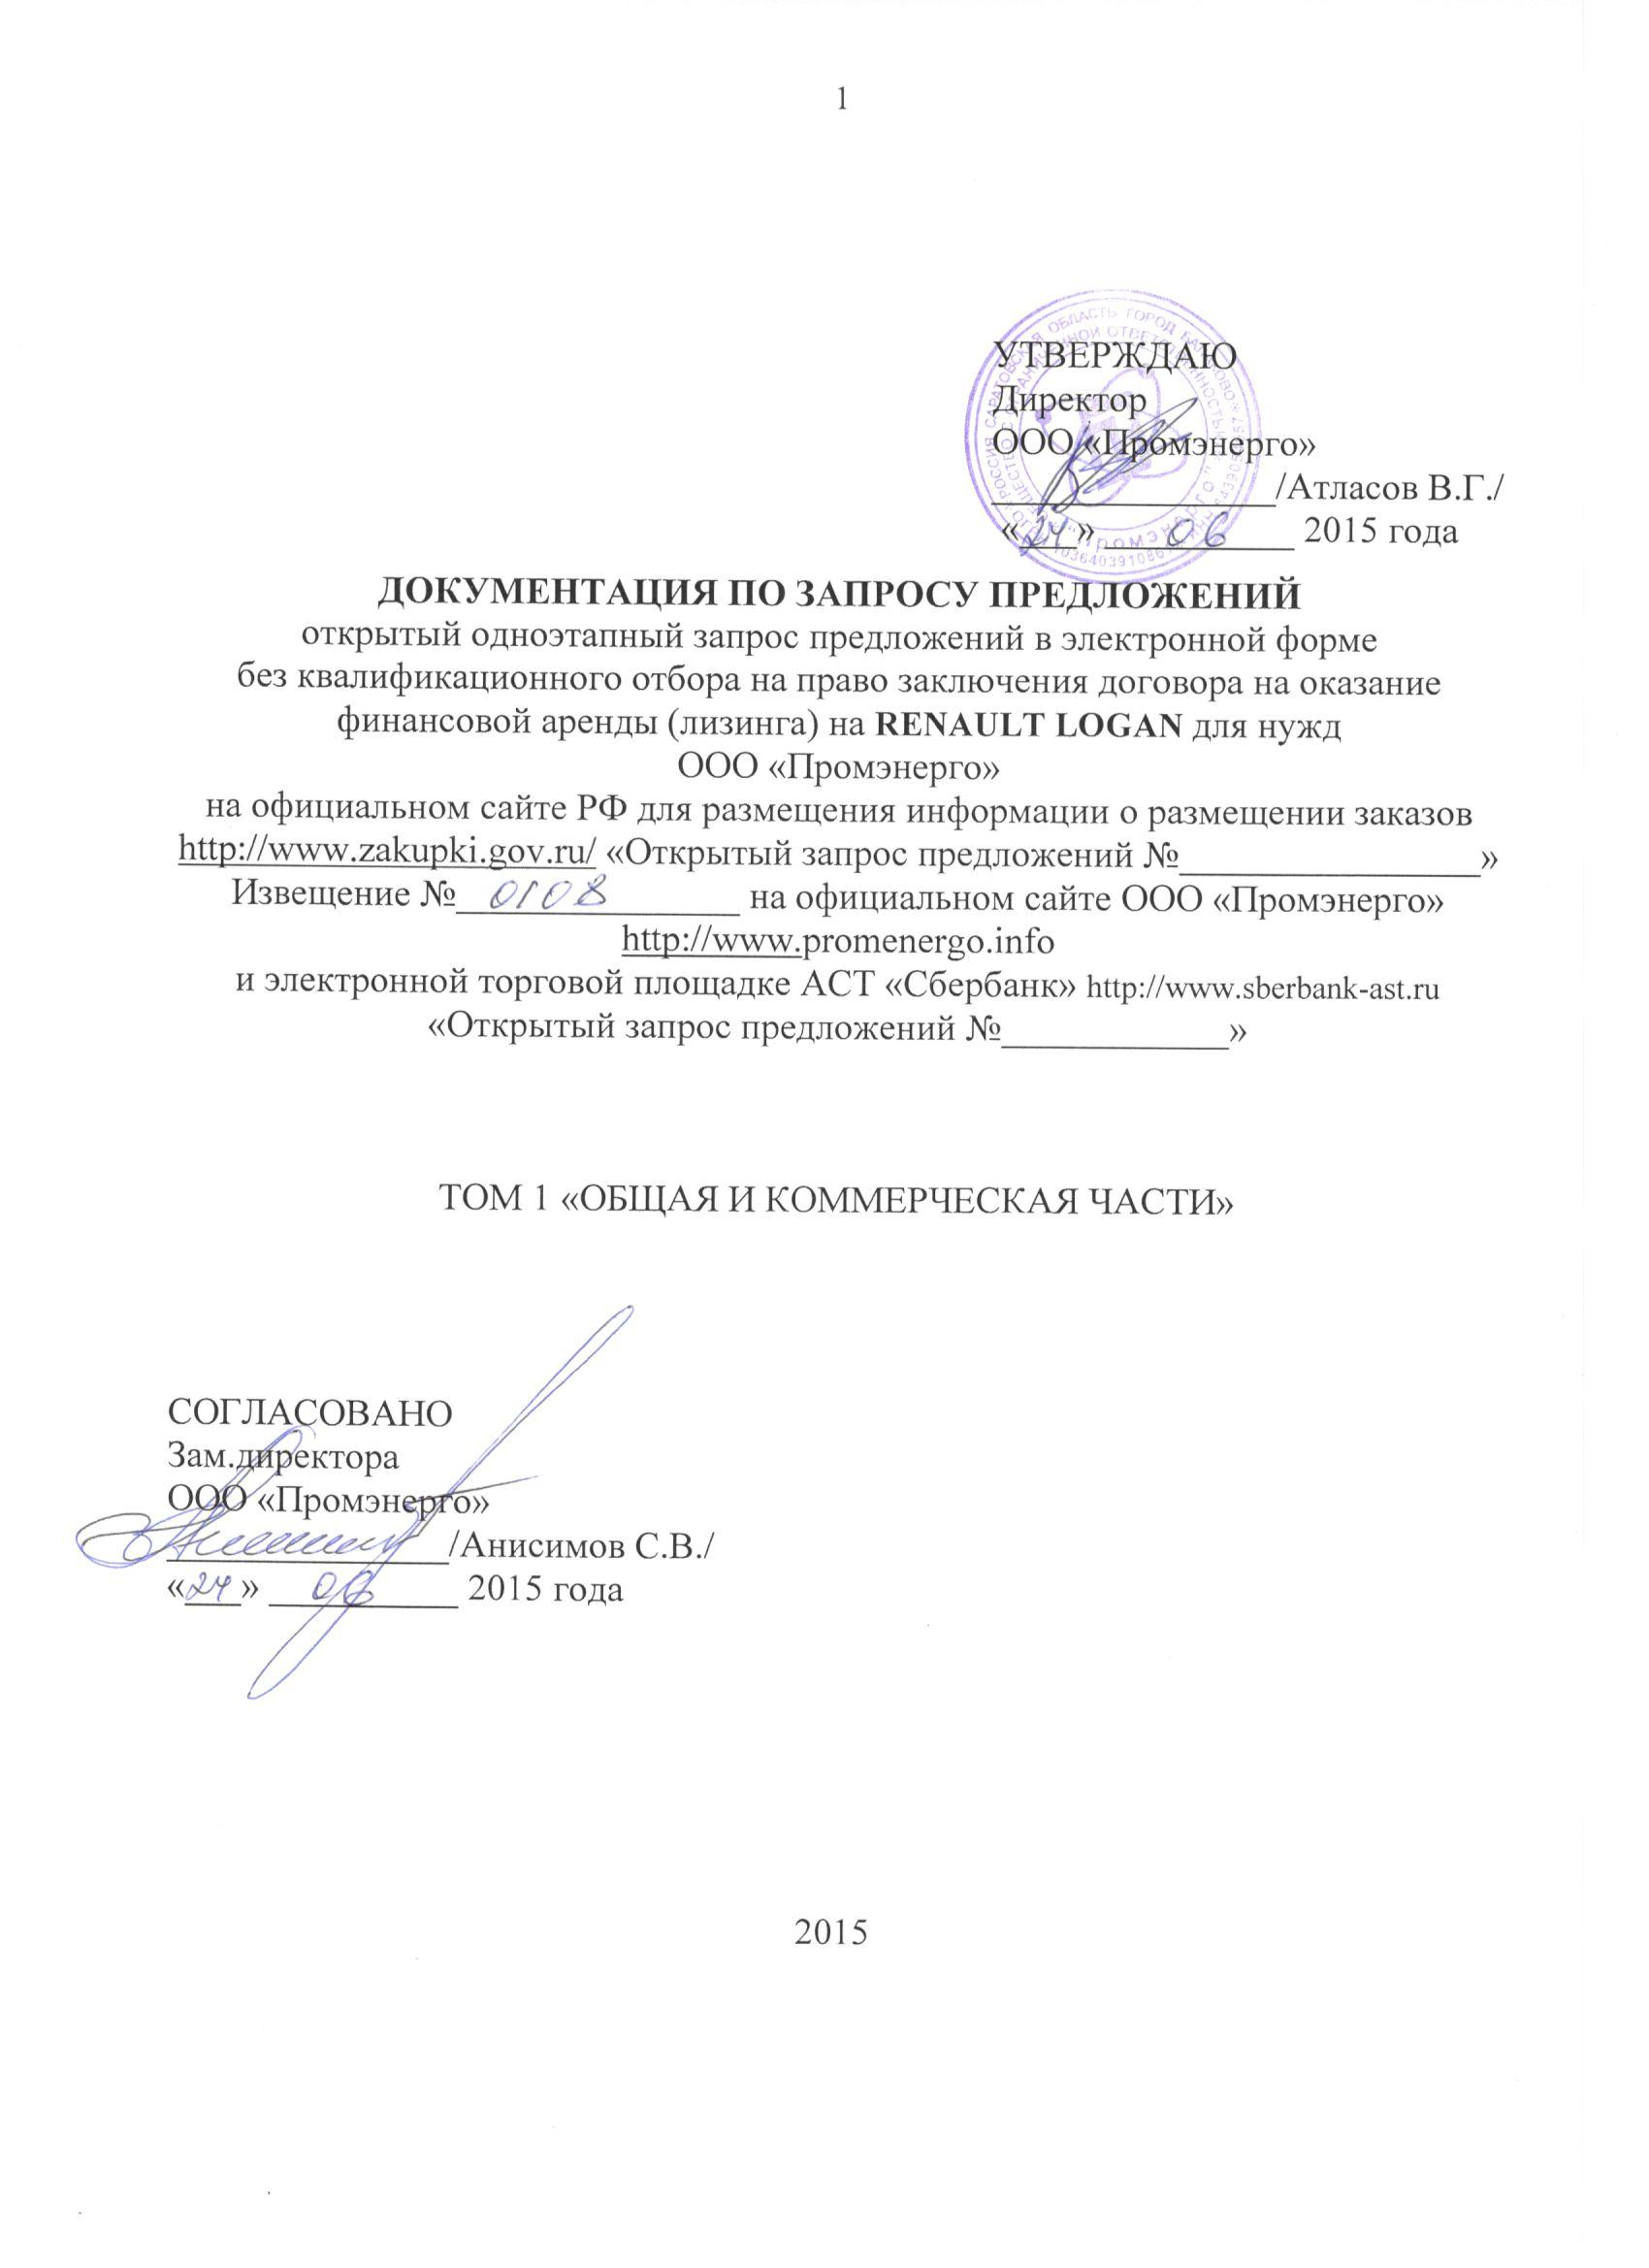 1
УТВЕРЖДАЮ
Директор
ООО «Промэнерго»
_______________/Атласов В.Г./
«24» __06__ 2015 года
ДОКУМЕНТАЦИЯ ПО ЗАПРОСУ ПРЕДЛОЖЕНИЙ
открытый одноэтапный запрос предложений в электронной форме
без квалификационного отбора на право заключения договора на оказание
финансовой аренды (лизинга) на RENAULT LOGAN для нужд
ООО «Промэнерго»
на официальном сайте РФ для размещения информации о размещении заказов
http://www.zakupki.gov.ru/ «Открытый запрос предложений №________________»
Извещение №__0108__ на официальном сайте ООО «Промэнерго»
http://www.promenergo.info
и электронной торговой площадке АСТ «Сбербанк» http://www.sberbank-ast.ru
«Открытый запрос предложений №____________»
ТОМ 1 «ОБЩАЯ И КОММЕРЧЕСКАЯ ЧАСТИ»
СОГЛАСОВАНО
Зам.директора
ООО «Промэнерго»
_______________/Анисимов С.В./
«24» __06__ 2015 года
2015